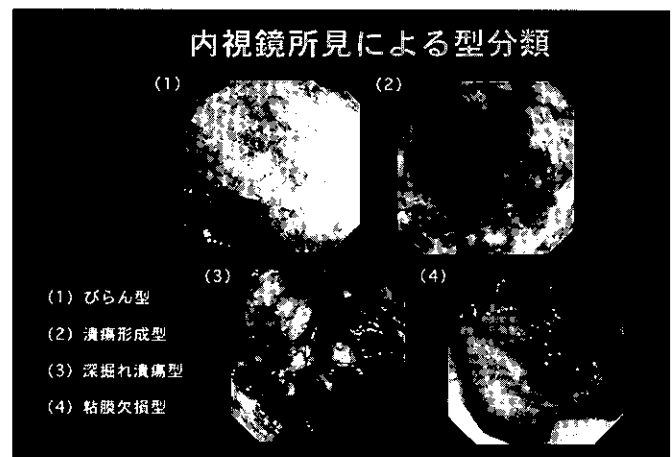 内視鏡所見による型分類
(1)
(2)
(3)
(4)
(1) びらん型
(2) 潰瘍形成型
(3) 深掘れ潰瘍型
(4) 粘膜欠損型